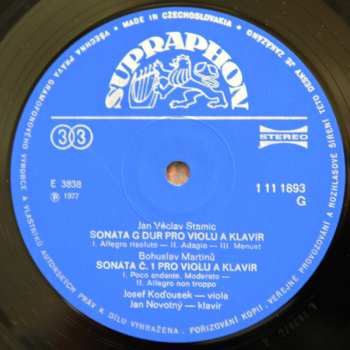 MADE IN CZECHOSLOVAKIA
SUPRAPHON
33
STEREO
E 3838
℗ 1977
1 11 1893
G
Jan Václav Stamic
SONATA G DUR PRO VIOLU A KLAVÍR
I. Allegro risoluto — II. Adagio — III. Menuet
Bohuslav Martinů
SONÁTA Č. 1 PRO VIOLU A KLAVÍR
I. Poco andante. Moderato —
II. Allegro non troppo
Josef Koďousek — viola
Jan Novotný — klavír
VŠECHNA PRÁVA GRAMOFONOVÉHO VÝROBCE A VLASTNÍKŮ AUTORSKÝCH PRÁV K DÍLU VYHRAŽENA. POŘIZOVÁNÍ KOPIÍ, VEŘEJNÉ PROVOZOVÁNÍ A ROZHLASOVÉ ŠÍŘENÍ TÉTO DESKY JE ZAKÁZÁNO